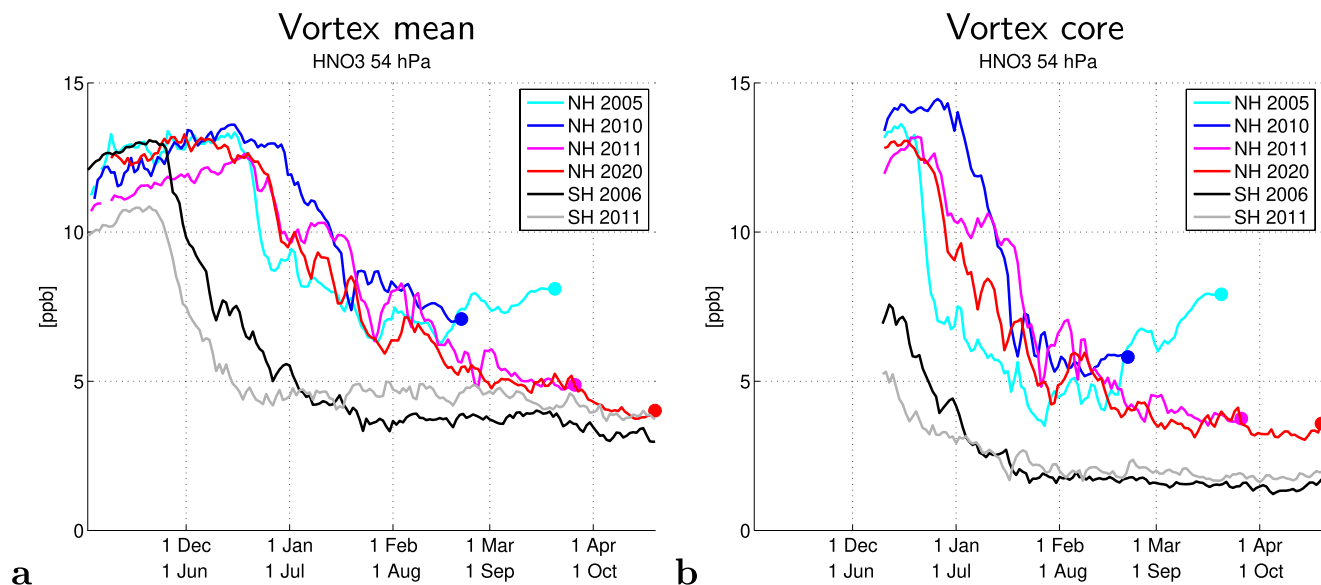 Vortex mean
HNO3 54 hPa
15
10
5
0
[ppb]
NH 2005
NH 2010
NH 2011
NH 2020
SH 2006
SH 2011
1 Dec 1 Jan 1 Feb 1 Mar 1 Apr
1 Jun 1 Jul 1 Aug 1 Sep 1 Oct
a
Vortex core
HNO3 54 hPa
15
10
5
0
[ppb]
NH 2005
NH 2010
NH 2011
NH 2020
SH 2006
SH 2011
1 Dec 1 Jan 1 Feb 1 Mar 1 Apr
1 Jun 1 Jul 1 Aug 1 Sep 1 Oct
b